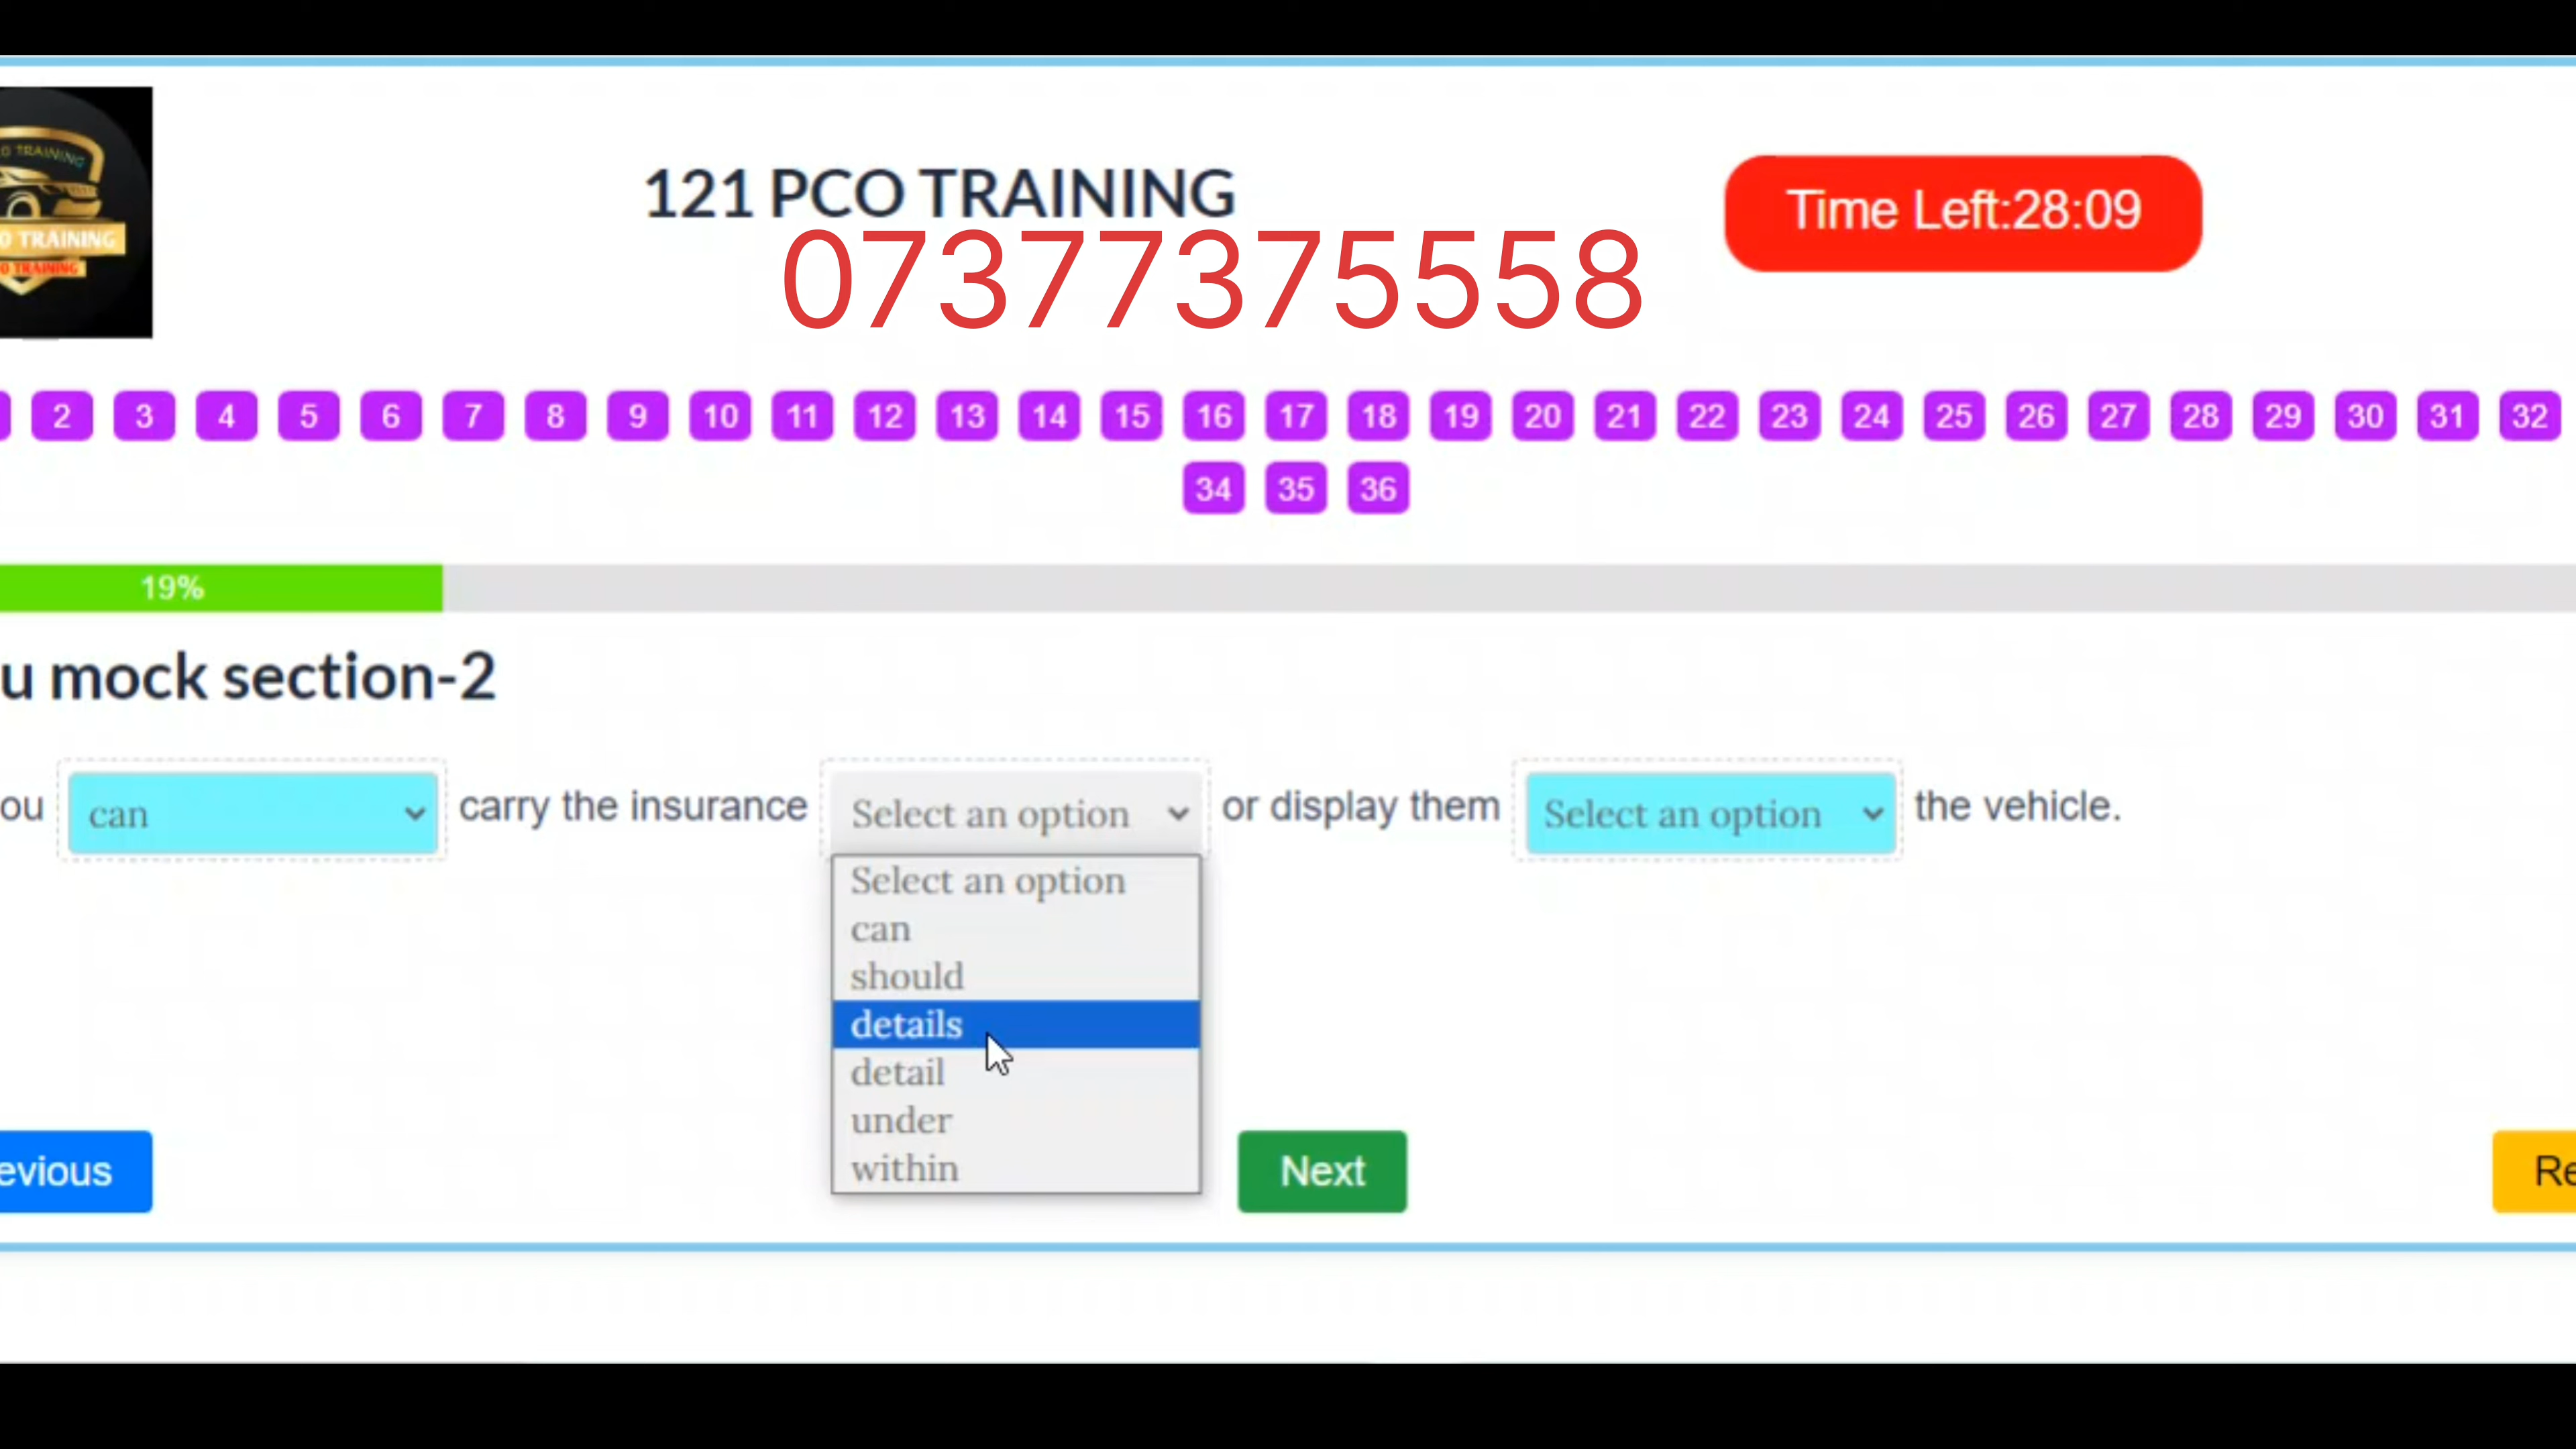 O TRAINING
O TRAINING
O TRAINING
121 PCO TRAINING
07377375558
Time Left:28:09
2 3 4 5 6 7 8 9 10 11 12 13 14 15 16 17 18 19 20 21 22 23 24 25 26 27 28 29 30 31 32
34 35 36
19%
u mock section-2
ou can carry the insurance Select an option or display them Select an option the vehicle.
Select an option
can
should
details
detail
under
within
evious Next Re